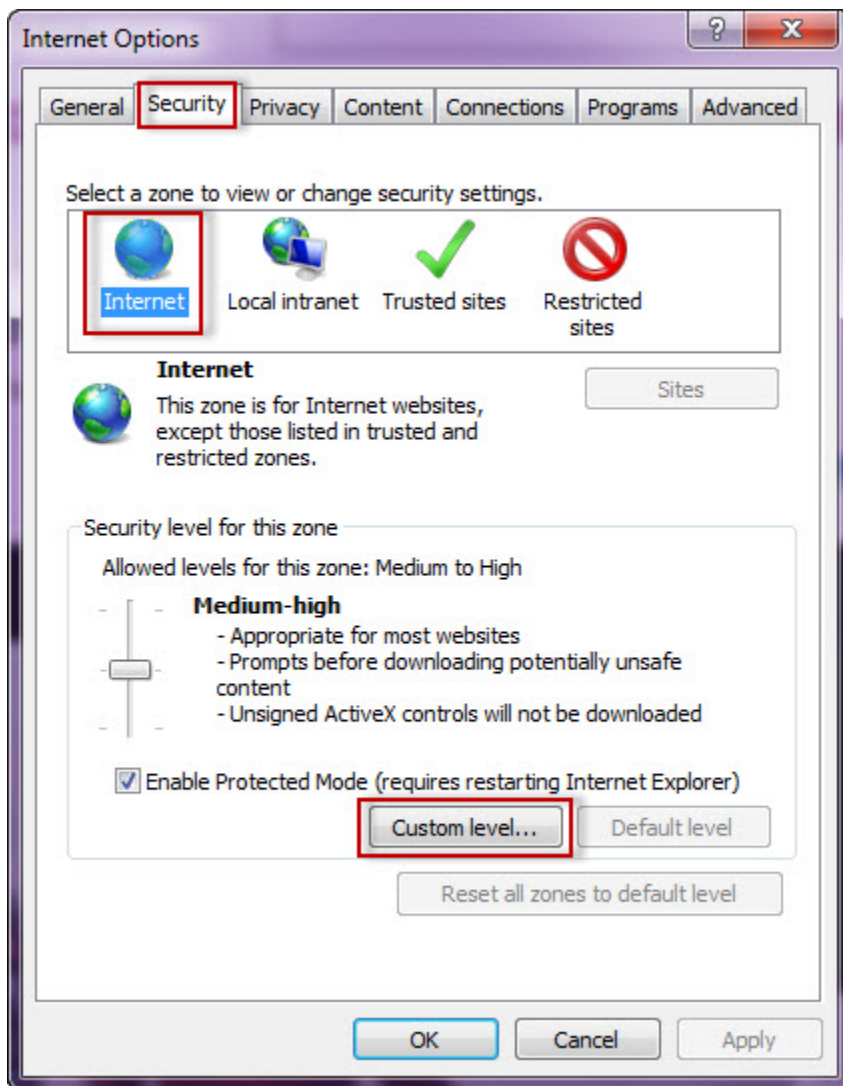 Internet Options
General Security Privacy Content Connections Programs Advanced
Select a zone to view or change security settings.
Internet Local intranet Trusted sites Restricted
sites
Internet
Sites
This zone is for Internet websites,
except those listed in trusted and
restricted zones.
Security level for this zone
Allowed levels for this zone: Medium to High
Medium-high
- Appropriate for most websites
- Prompts before downloading potentially unsafe
content
- Unsigned ActiveX controls will not be downloaded
Enable Protected Mode (requires restarting Internet Explorer)
Custom level... Default level
Reset all zones to default level
OK Cancel Apply